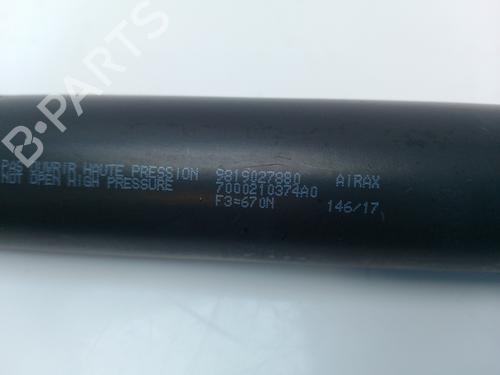 PAS OUVRIR HAUTE PRESSION 9819027880 AIRAX
NOT OPEN HIGH PRESSURE 7000210374A0
F3=670N 146/17
B-PARTS